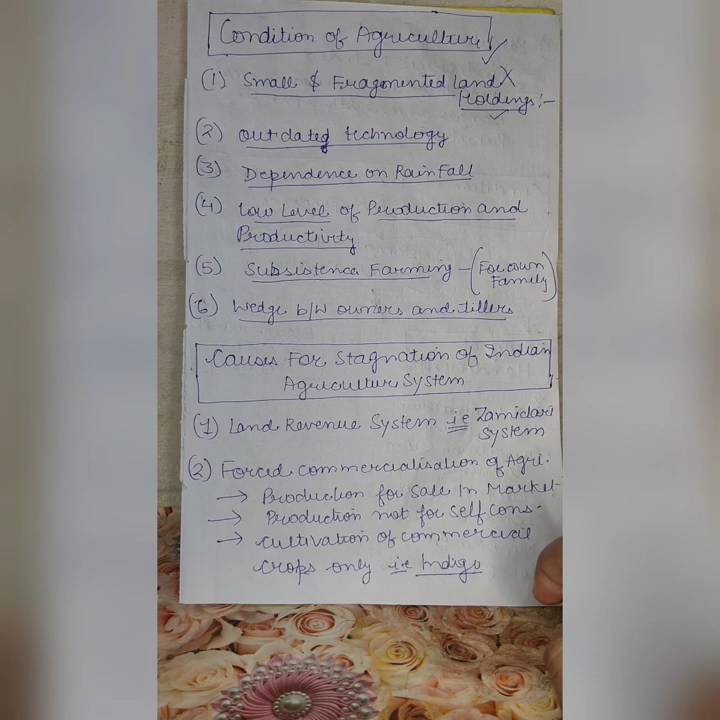 Condition of Agriculture
(1) Small & Fragmented Land
Holdings:-
(2) Outdated technology
(3) Dependence on RainFall
(4) Low Level of Production and
Productivity
(5) Subsistence Farming - (For own
Family)
(6) Wedge b/w owners and tillers
Causes For Stagnation of Indian
Agriculture System
(1) Land Revenue System i.e Zamidari
System
(2) Forced commercialisation of Agri.
→ Production for Sale In Market
→ Production not for self cons.
→ Cultivation of commercial
crops only i.e Indigo